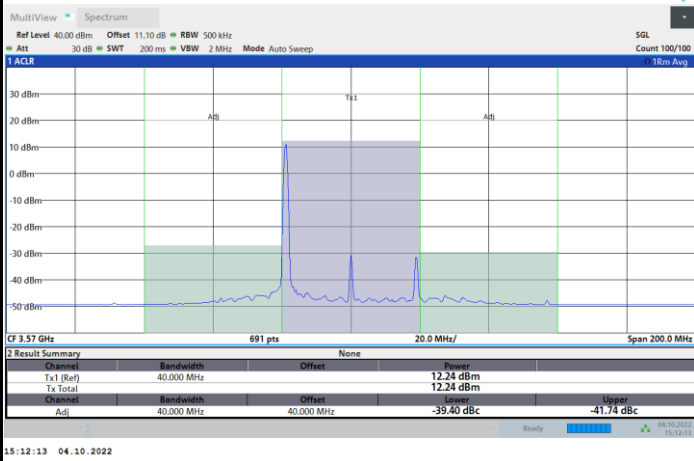 MultiView Spectrum
Ref Level 40.00 dBm Offset 11.10 dB RBW 500 kHz SGL
Att 30 dB SWT 200 ms VBW 2 MHz Mode Auto Sweep Count 100/100
1 ACLR 1Rm Avg
30 dBm
Tx1
20 dBm
Adj Adj
10 dBm
0 dBm
-10 dBm
-20 dBm
-30 dBm
-40 dBm
-50 dBm
CF 3.57 GHz 691 pts 20.0 MHz/ Span 200.0 MHz
2 Result Summary None
Channel Bandwidth Offset Power
Tx1 (Ref) 40.000 MHz 12.24 dBm
Tx Total 12.24 dBm
Channel Bandwidth Offset Lower Upper
Adj 40.000 MHz 40.000 MHz -39.40 dBc -41.74 dBc
Ready 04.10.2022
15:12:13
15:12:13 04.10.2022